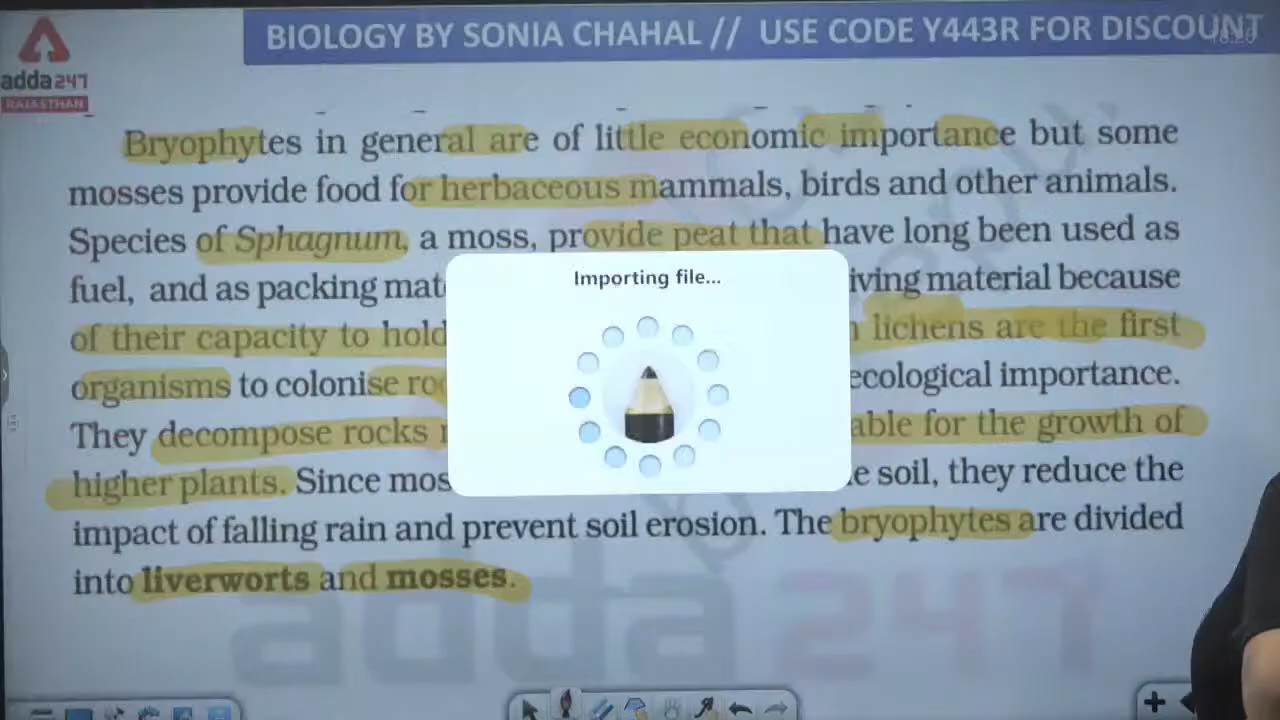 BIOLOGY BY SONIA CHAHAL // USE CODE Y443R FOR DISCOUNT
adda247
RAJASTHAN
Bryophytes in general are of little economic importance but some
mosses provide food for herbaceous mammals, birds and other animals.
Species of Sphagnum, a moss, provide peat that have long been used as
fuel, and as packing mat iving material because
of their capacity to hold lichens are the first
organisms to colonise ecological importance.
They decompose rocks able for the growth of
higher plants. Since mos soil, they reduce the
impact of falling rain and prevent soil erosion. The bryophytes are divided
into liverworts and mosses.
Importing file...
adda247